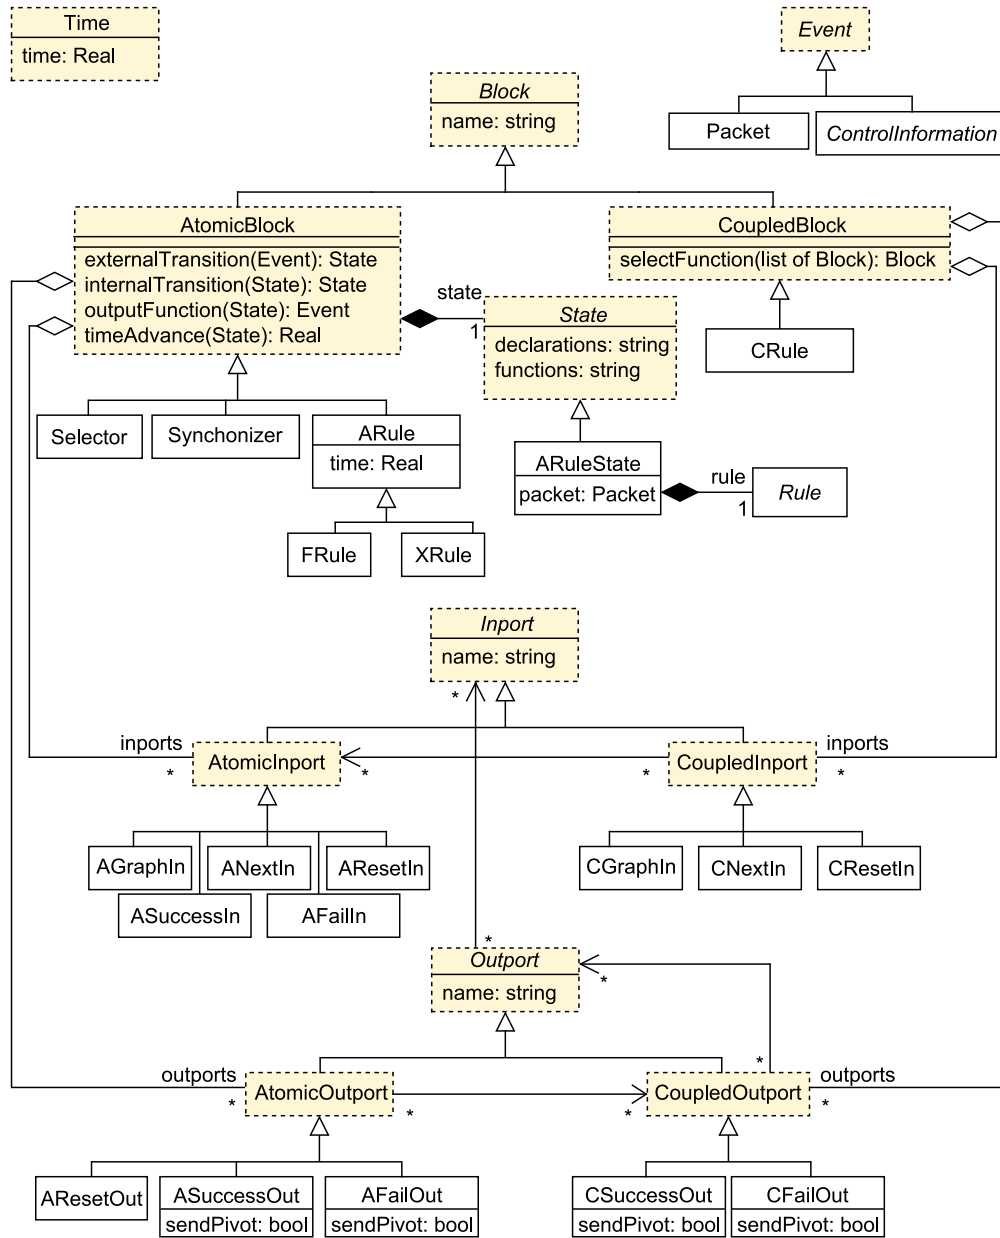 Time
time: Real
Event
Packet
ControlInformation
Block
name: string
AtomicBlock
externalTransition(Event): State
internalTransition(State): State
outputFunction(State): Event
timeAdvance(State): Real
CoupledBlock
selectFunction(list of Block): Block
state
1
State
declarations: string
functions: string
CRule
Selector
Synchonizer
ARule
time: Real
FRule
XRule
ARuleState
packet: Packet
rule
1
Rule
Inport
name: string
*
inports
*
AtomicInport
*
*
CoupledInport
inports
*
AGraphIn
ANextIn
AResetIn
ASuccessIn
AFailIn
CGraphIn
CNextIn
CResetIn
*
Outport
name: string
*
*
outports
*
AtomicOutport
*
*
CoupledOutport
outports
*
AResetOut
ASuccessOut
sendPivot: bool
AFailOut
sendPivot: bool
CSuccessOut
sendPivot: bool
CFailOut
sendPivot: bool